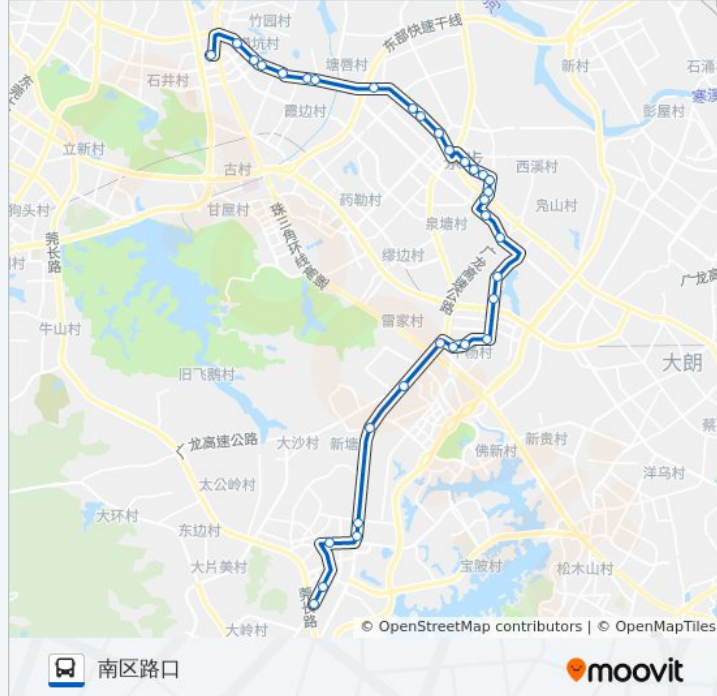 竹园村
东部快速干线
河
石井村
塘唇村
新村
石涌
寒溪
霞边村
彭屋村
立新村
古村
西溪村
狗头村
甘屋村
药勒村
凫山村
泉塘村
珠三角环线高速
莞长路
缪边村
广龙高速公路
广龙高
牛山村
雷家村
旧飞鹅村
大朗
广龙高速公路
大沙村
新塘
佛新村
新贵村
太公岭村
洋乌村
大环村
东边村
大片美村
宝陂村
松木山村
莞长路
大岭村
© OpenStreetMap contributors | © OpenMapTiles
南区路口
moovit